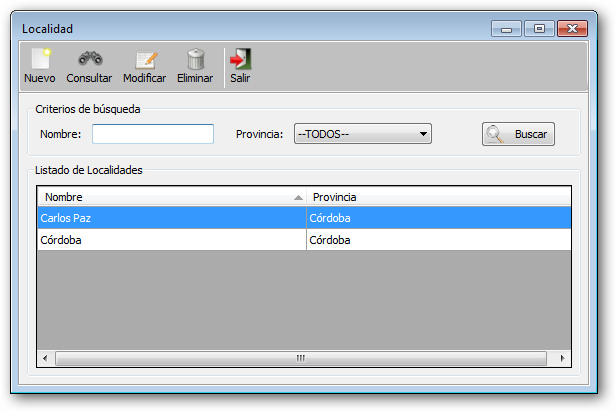 Localidad
Nuevo Consultar Modificar Eliminar Salir
Criterios de búsqueda
Nombre: Provincia: --TODOS-- Buscar
Listado de Localidades
Nombre Provincia
Carlos Paz Córdoba
Córdoba Córdoba